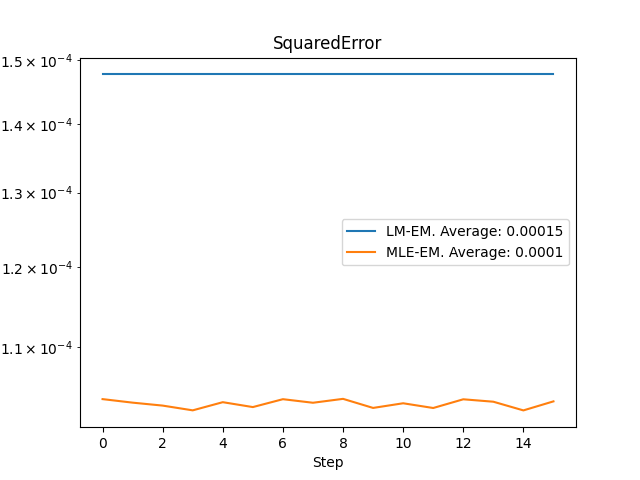 SquaredError
1.5 × 10⁻⁴
1.4 × 10⁻⁴
1.3 × 10⁻⁴
1.2 × 10⁻⁴
1.1 × 10⁻⁴
LM-EM. Average: 0.00015
MLE-EM. Average: 0.0001
0 2 4 6 8 10 12 14
Step